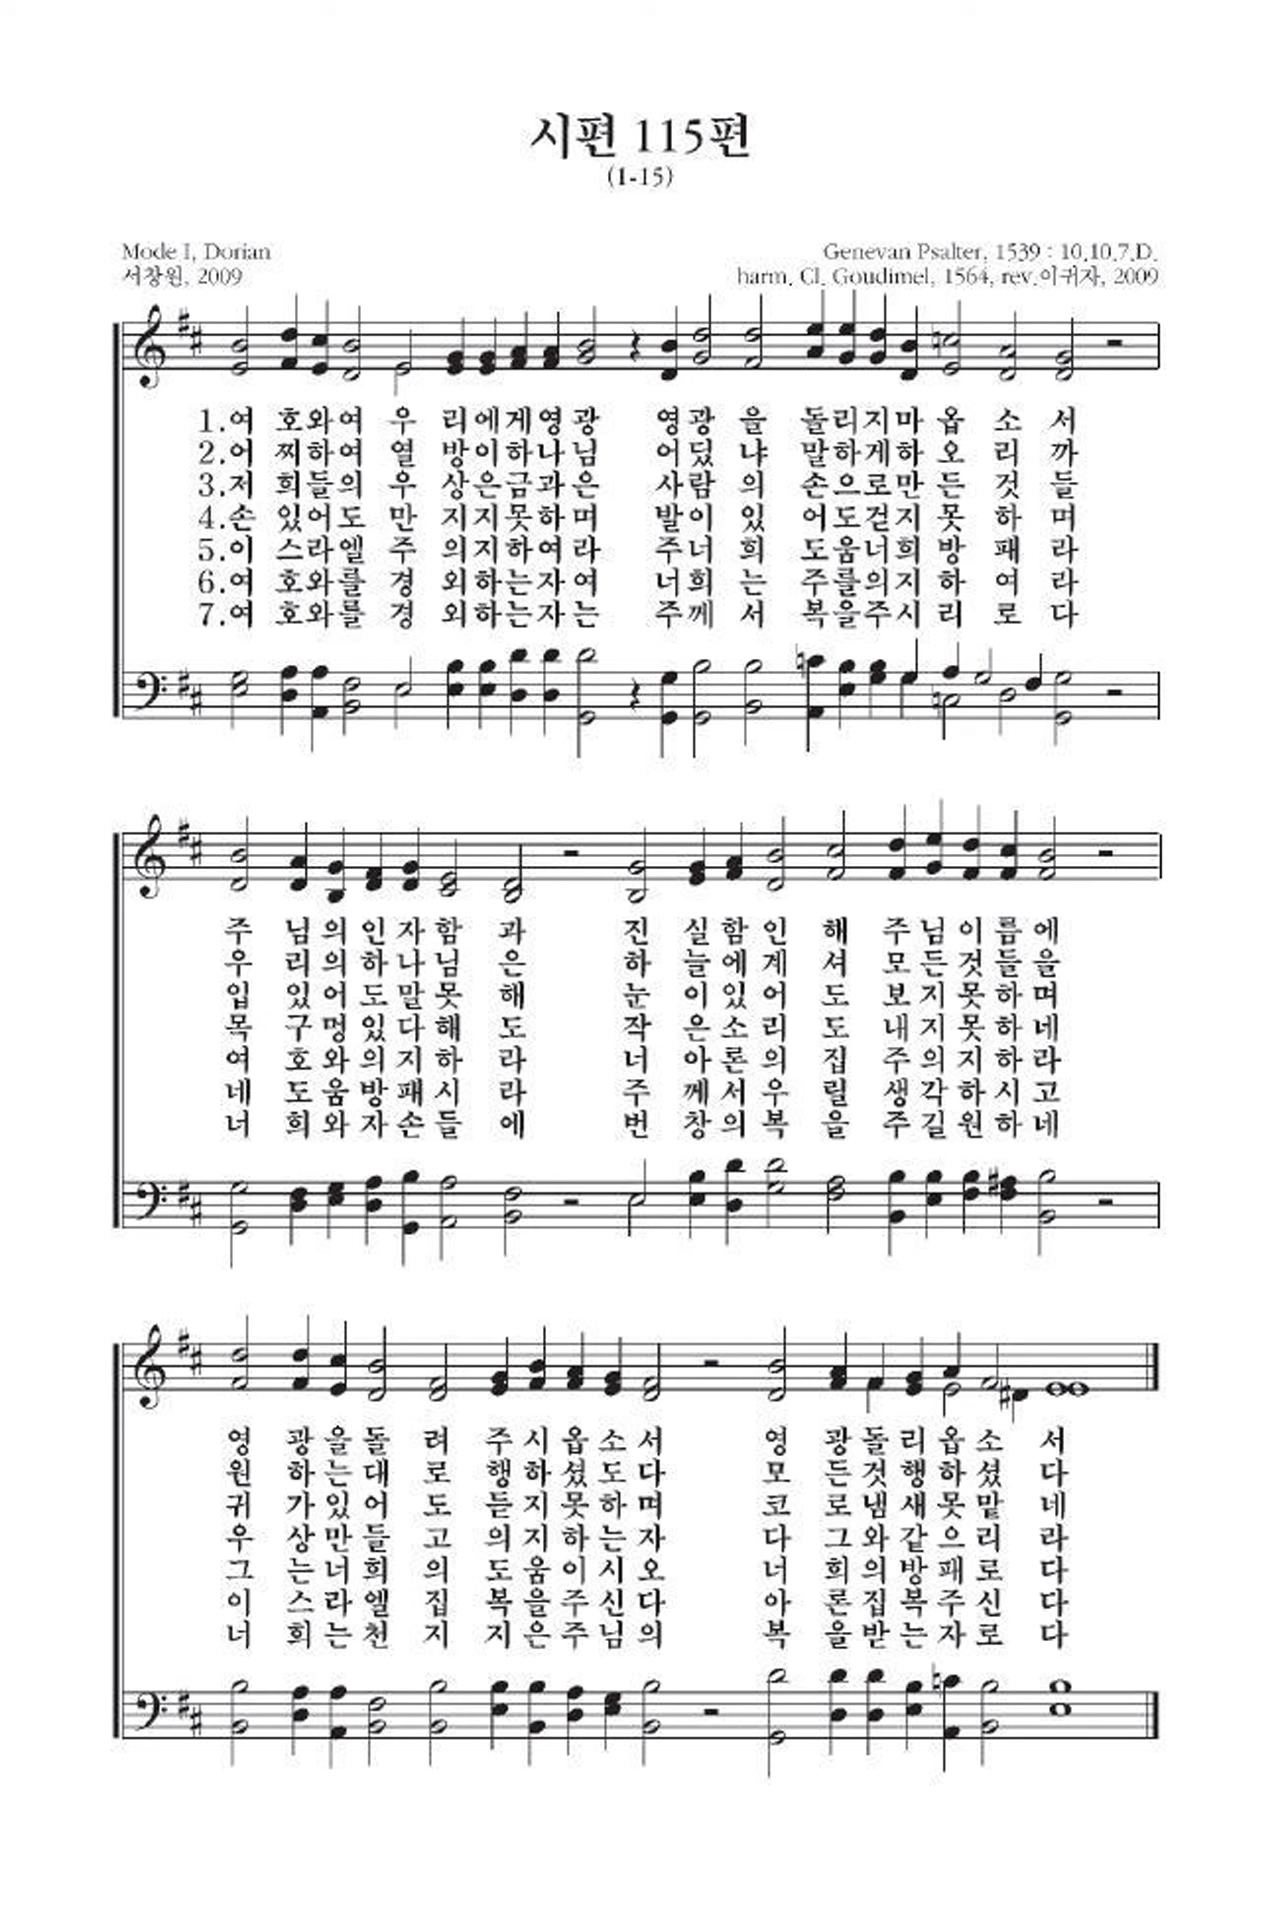 시편 115편
(1-15)
Mode I, Dorian
Genevan Psalter, 1539 : 10.10.7.D.
서창원, 2009
harm. Cl. Goudimel, 1564, rev.이귀자, 2009
1.여 호와여 우 리에게영광 영광 을 돌리지마 옵 소 서
2.어 찌하여 열 방이하나님 어딨 냐 말하게하 오 리 까
3.저 희들의 우 상은금과은 사람 의 손으로만 든 것 들
4.손 있어도 만 지지못하며 발이 있 어도걷지 못 하 며
5.이 스라엘 주 의지하여라 주너 희 도움너희 방 패 라
6.여 호와를 경 외하는자여 너희 는 주를의지 하 여 라
7.여 호와를 경 외하는자는 주께 서 복을주시 리 로 다
주 님의인자함 과 진 실함인 해 주님이름에
우 리의하나님 은 하 늘에계 셔 모든것들을
입 있어도말못 해 눈 이있어 도 보지못하며
목 구멍있다해 도 작 은소리 도 내지못하네
여 호와의지하 라 너 아론의 집 주의지하라
네 도움방패시 라 주 께서우 릴 생각하시고
너 희와자손들 에 번 창의복 을 주길원하네
영 광을돌 려 주시옵소서 영 광돌리옵소 서
원 하는대 로 행하셨도다 모 든것행하셨 다
귀 가있어 도 듣지못하며 코 로냄새못맡 네
우 상만들 고 의지하는자 다 그와같으리 라
그 는너희 의 도움이시오 너 희의방패로 다
이 스라엘 집 복을주신다 아 론집복주신 다
너 희는천 지 지은주님의 복 을받는자로 다